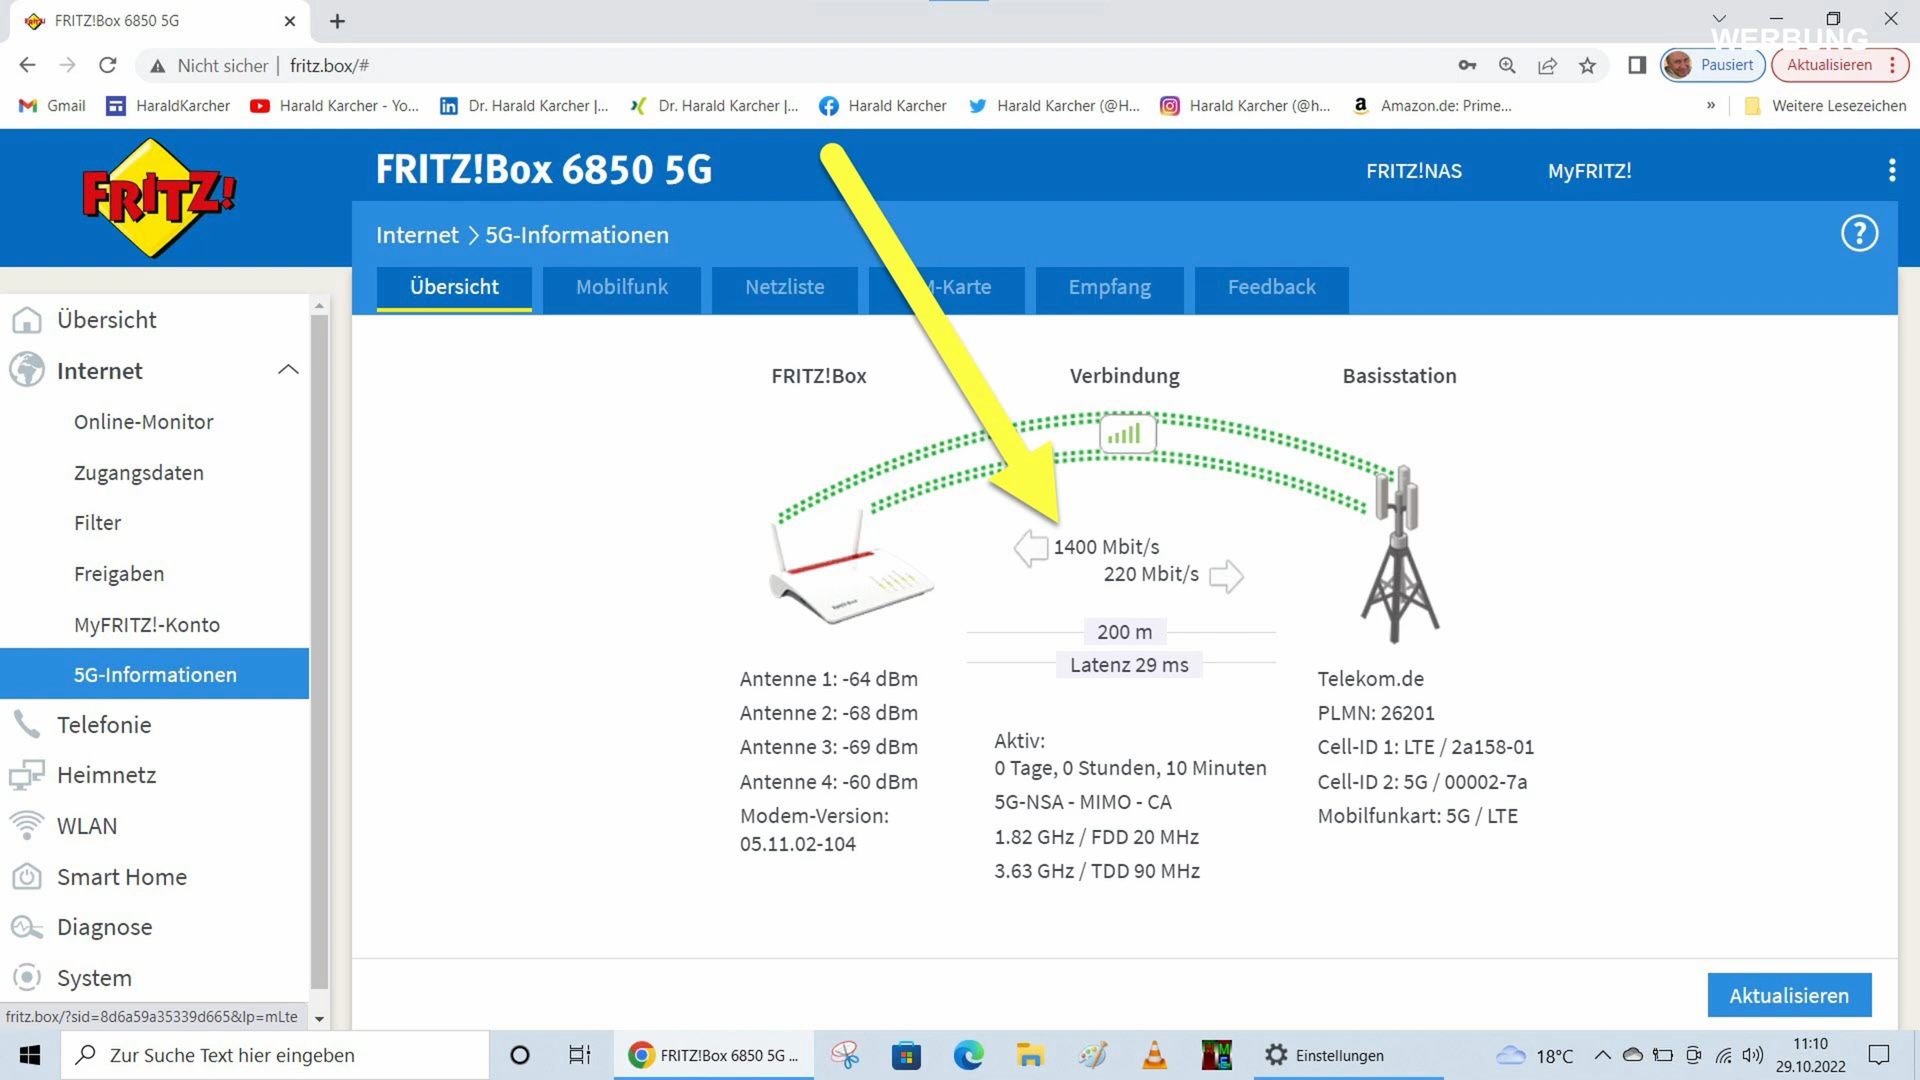 FRITZ!Box 6850 5G
WERBUNG
Nicht sicher
fritz.box/#
Pausiert
Aktualisieren
Gmail
HaraldKarcher
Harald Karcher - Yo...
Dr. Harald Karcher |...
Dr. Harald Karcher |...
Harald Karcher
Harald Karcher (@H...
Harald Karcher (@h...
Amazon.de: Prime...
»
Weitere Lesezeichen
FRITZ!
FRITZ!Box 6850 5G
FRITZ!NAS
MyFRITZ!
Internet > 5G-Informationen
?
Übersicht
Mobilfunk
Netzliste
M-Karte
Empfang
Feedback
Übersicht
Internet
Online-Monitor
Zugangsdaten
Filter
Freigaben
MyFRITZ!-Konto
5G-Informationen
Telefonie
Heimnetz
WLAN
Smart Home
Diagnose
System
FRITZ!Box
Verbindung
Basisstation
1400 Mbit/s
220 Mbit/s
200 m
Latenz 29 ms
Antenne 1: -64 dBm
Antenne 2: -68 dBm
Antenne 3: -69 dBm
Antenne 4: -60 dBm
Modem-Version:
05.11.02-104
Aktiv:
0 Tage, 0 Stunden, 10 Minuten
5G-NSA - MIMO - CA
1.82 GHz / FDD 20 MHz
3.63 GHz / TDD 90 MHz
Telekom.de
PLMN: 26201
Cell-ID 1: LTE / 2a158-01
Cell-ID 2: 5G / 00002-7a
Mobilfunkart: 5G / LTE
Aktualisieren
fritz.box/?sid=8d6a59a35339d665&lp=mLte
Zur Suche Text hier eingeben
FRITZ!Box 6850 5G ...
Einstellungen
18°C
11:10
29.10.2022